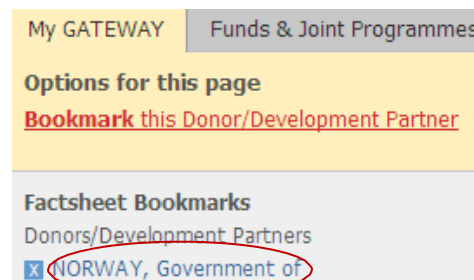 My GATEWAY Funds & Joint Programmes
Options for this page
Bookmark this Donor/Development Partner
Factsheet Bookmarks
Donors/Development Partners
x NORWAY, Government of